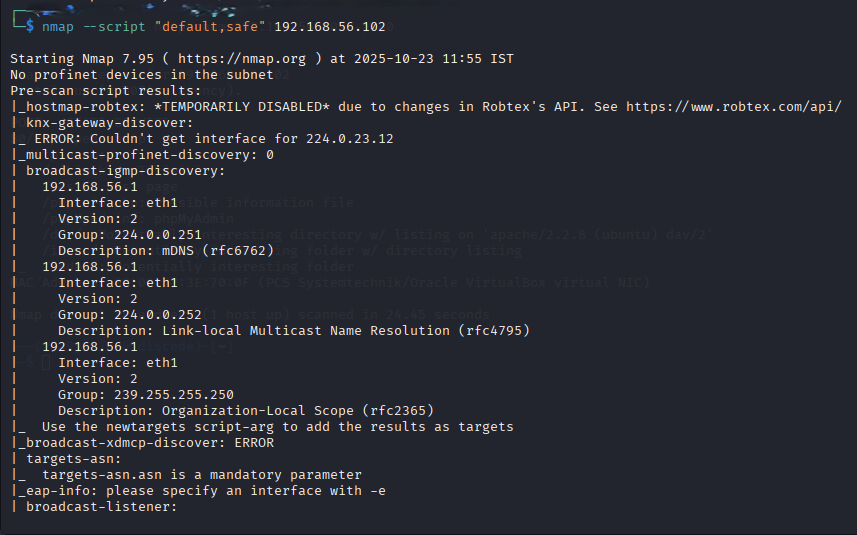 $ nmap --script "default,safe" 192.168.56.102
Starting Nmap 7.95 ( https://nmap.org ) at 2025-10-23 11:55 IST
No profinet devices in the subnet
Pre-scan script results:
|_hostmap-robtex: *TEMPORARILY DISABLED* due to changes in Robtex's API. See https://www.robtex.com/api/
| knx-gateway-discover:
|_ ERROR: Couldn't get interface for 224.0.23.12
|_multicast-profinet-discovery: 0
| broadcast-igmp-discovery:
|   192.168.56.1
|     Interface: eth1
|     Version: 2
|     Group: 224.0.0.251
|     Description: mDNS (rfc6762)
|   192.168.56.1
|     Interface: eth1
|     Version: 2
|     Group: 224.0.0.252
|     Description: Link-local Multicast Name Resolution (rfc4795)
|   192.168.56.1
|     Interface: eth1
|     Version: 2
|     Group: 239.255.255.250
|     Description: Organization-Local Scope (rfc2365)
|_  Use the newtargets script-arg to add the results as targets
|_broadcast-xdmcp-discover: ERROR
| targets-asn:
|_  targets-asn.asn is a mandatory parameter
|_eap-info: please specify an interface with -e
| broadcast-listener: